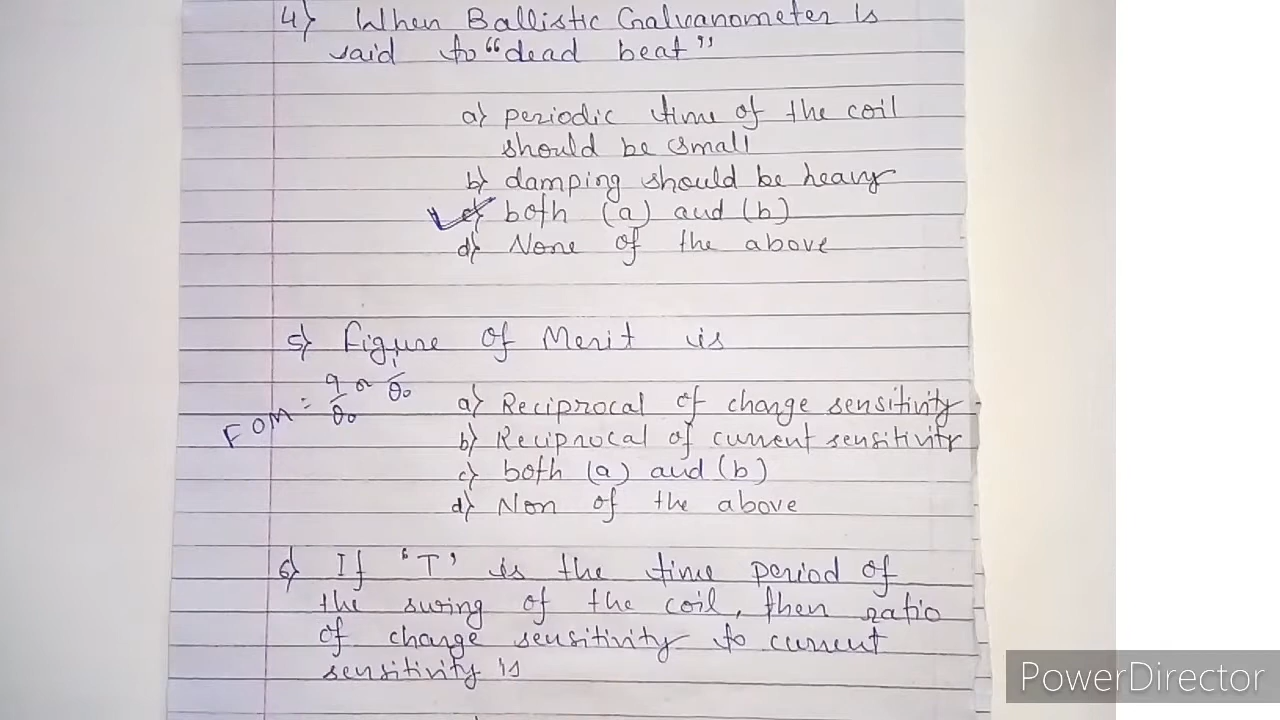 4) When Ballistic Galvanometer is
said to "dead beat"
a) periodic time of the coil
should be small
b) damping should be heavy
c) both (a) and (b)
d) None of the above
5) Figure of Merit is
FOM = q/θ₀ or i/θ₀
a) Reciprocal of charge sensitivity
b) Reciprocal of current sensitivity
c) both (a) and (b)
d) Non of the above
6) If 'T' is the time period of
the swing of the coil, then ratio
of charge sensitivity to current
sensitivity is
PowerDirector